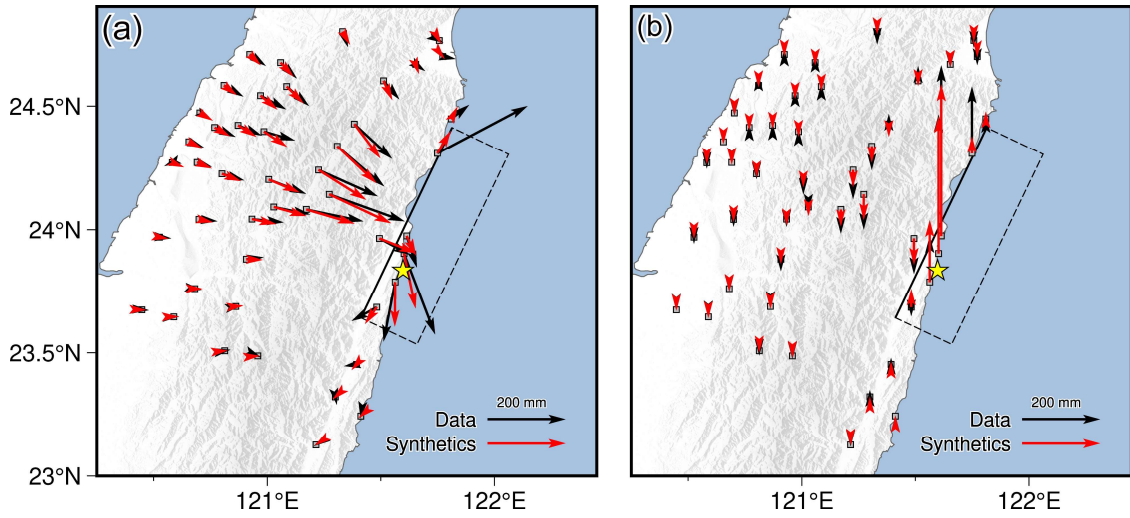 (a)
(b)
24.5°N
24°N
23.5°N
23°N
200 mm
Data
Synthetics
200 mm
Data
Synthetics
121°E
122°E
121°E
122°E